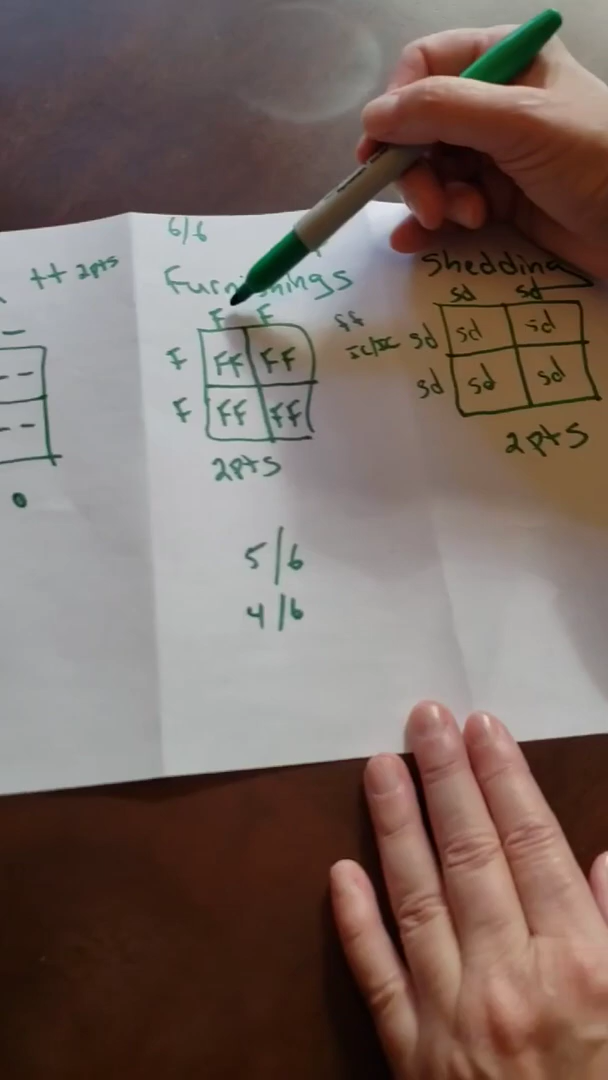 6/6
tt 2pts
Furnishings
F F
F FF FF
F FF FF
2pts
5/6
4/6
ff
Shedding
sd sd
sd sd sd
sd sd sd
2pts
- -
- -